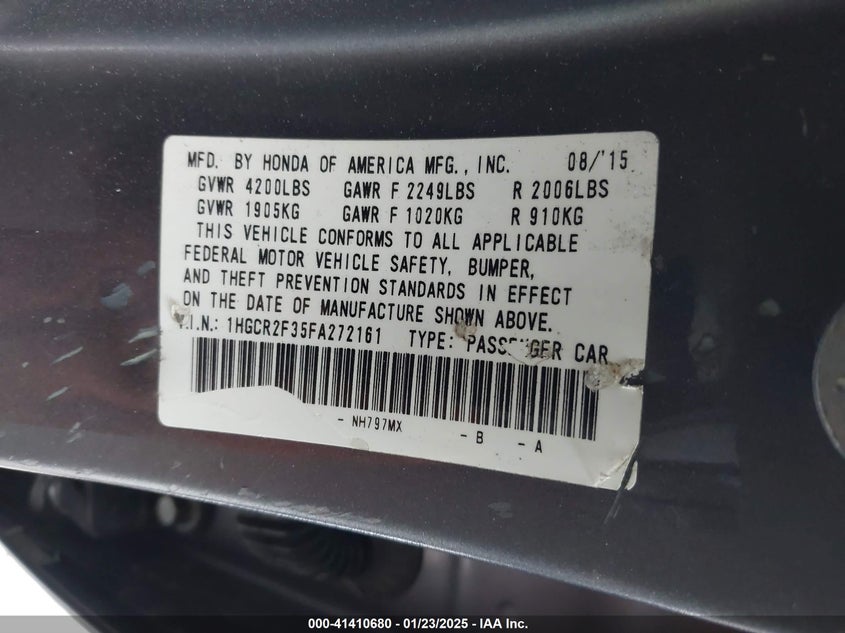 MFD. BY HONDA OF AMERICA MFG., INC. 08/'15
GVWR 4200LBS GAWR F 2249LBS R 2006LBS
GVWR 1905KG GAWR F 1020KG R 910KG
THIS VEHICLE CONFORMS TO ALL APPLICABLE
FEDERAL MOTOR VEHICLE SAFETY, BUMPER,
AND THEFT PREVENTION STANDARDS IN EFFECT
ON THE DATE OF MANUFACTURE SHOWN ABOVE.
V.I.N.: 1HGCR2F35FA272161 TYPE: PASSENGER CAR
- NH797MX - B - A
000-41410680 - 01/23/2025 - IAAI Inc.